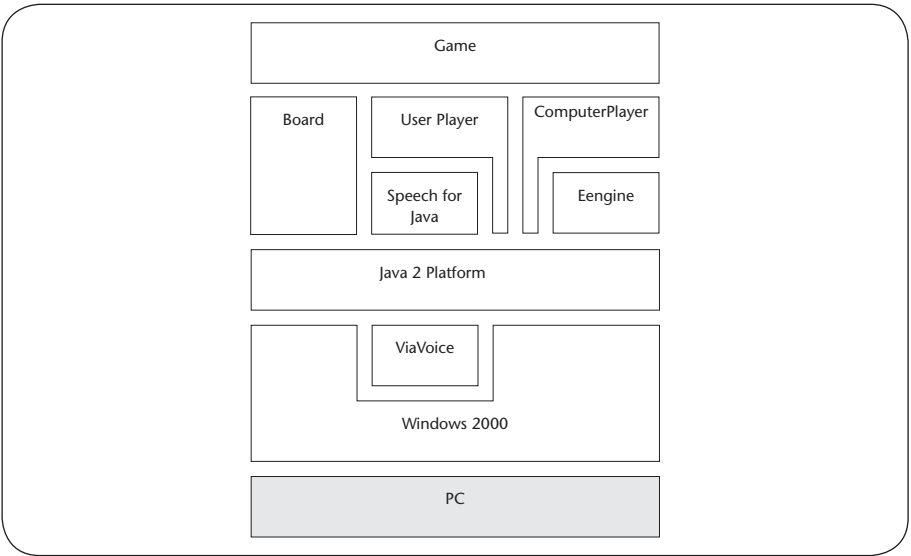 Game
Board
User Player
ComputerPlayer
Speech for
Java
Eengine
Java 2 Platform
ViaVoice
Windows 2000
PC